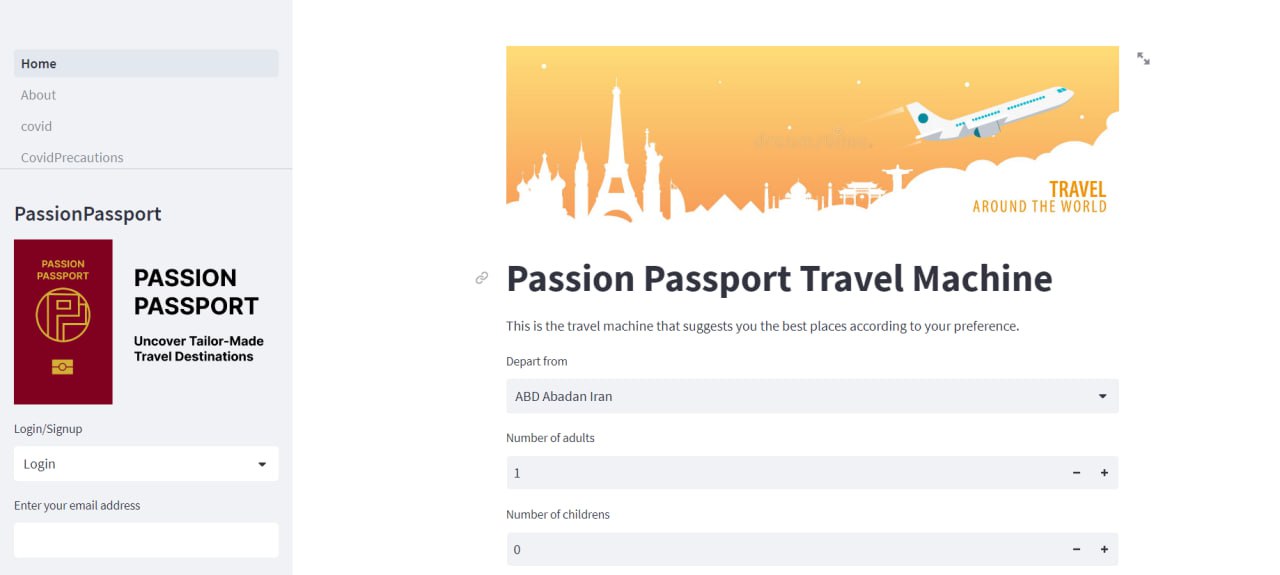 Home
About
covid
CovidPrecautions
PassionPassport
PASSION
PASSPORT
PASSION
PASSPORT
Uncover Tailor-Made
Travel Destinations
Login/Signup
Login
Enter your email address
TRAVEL
AROUND THE WORLD
Passion Passport Travel Machine
This is the travel machine that suggests you the best places according to your preference.
Depart from
ABD Abadan Iran
Number of adults
1
Number of childrens
0